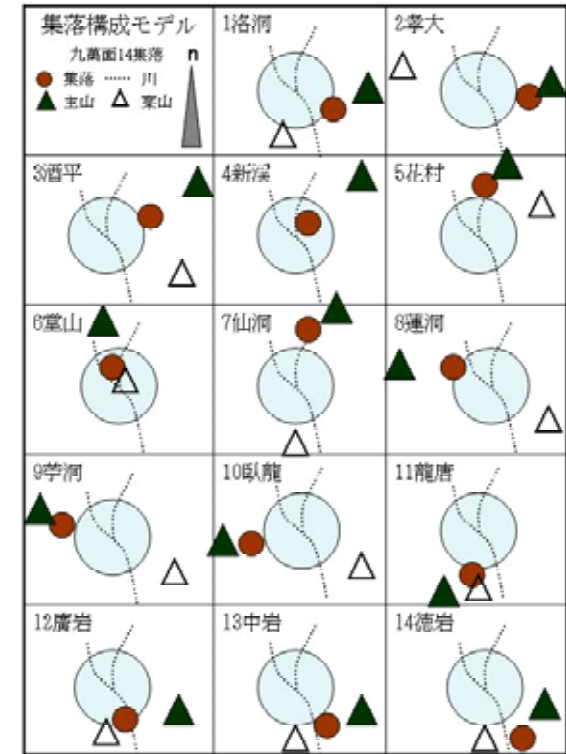 集落構成モデル
九萬面14集落
n
集落 川
主山 案山
1洛洞
2孝大
3酒平
4新渓
5花村
6堂山
7仙洞
8蓮洞
9苧洞
10臥龍
11龍唐
12廣岩
13中岩
14徳岩